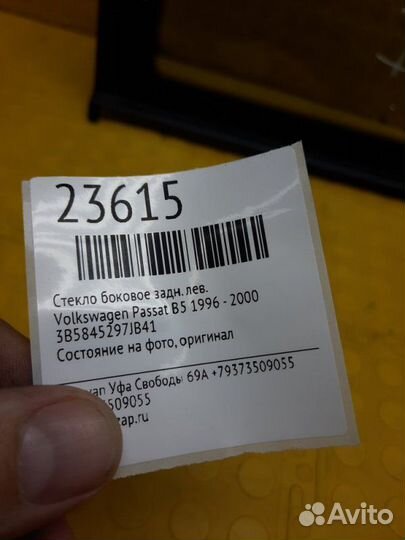 23615
Стекло боковое задн. лев.
Volkswagen Passat B5 1996 - 2000
3B5845297JB41
Состояние на фото, оригинал
Уфа Свободы 69А +79373509055
509055
zap.ru
Avito